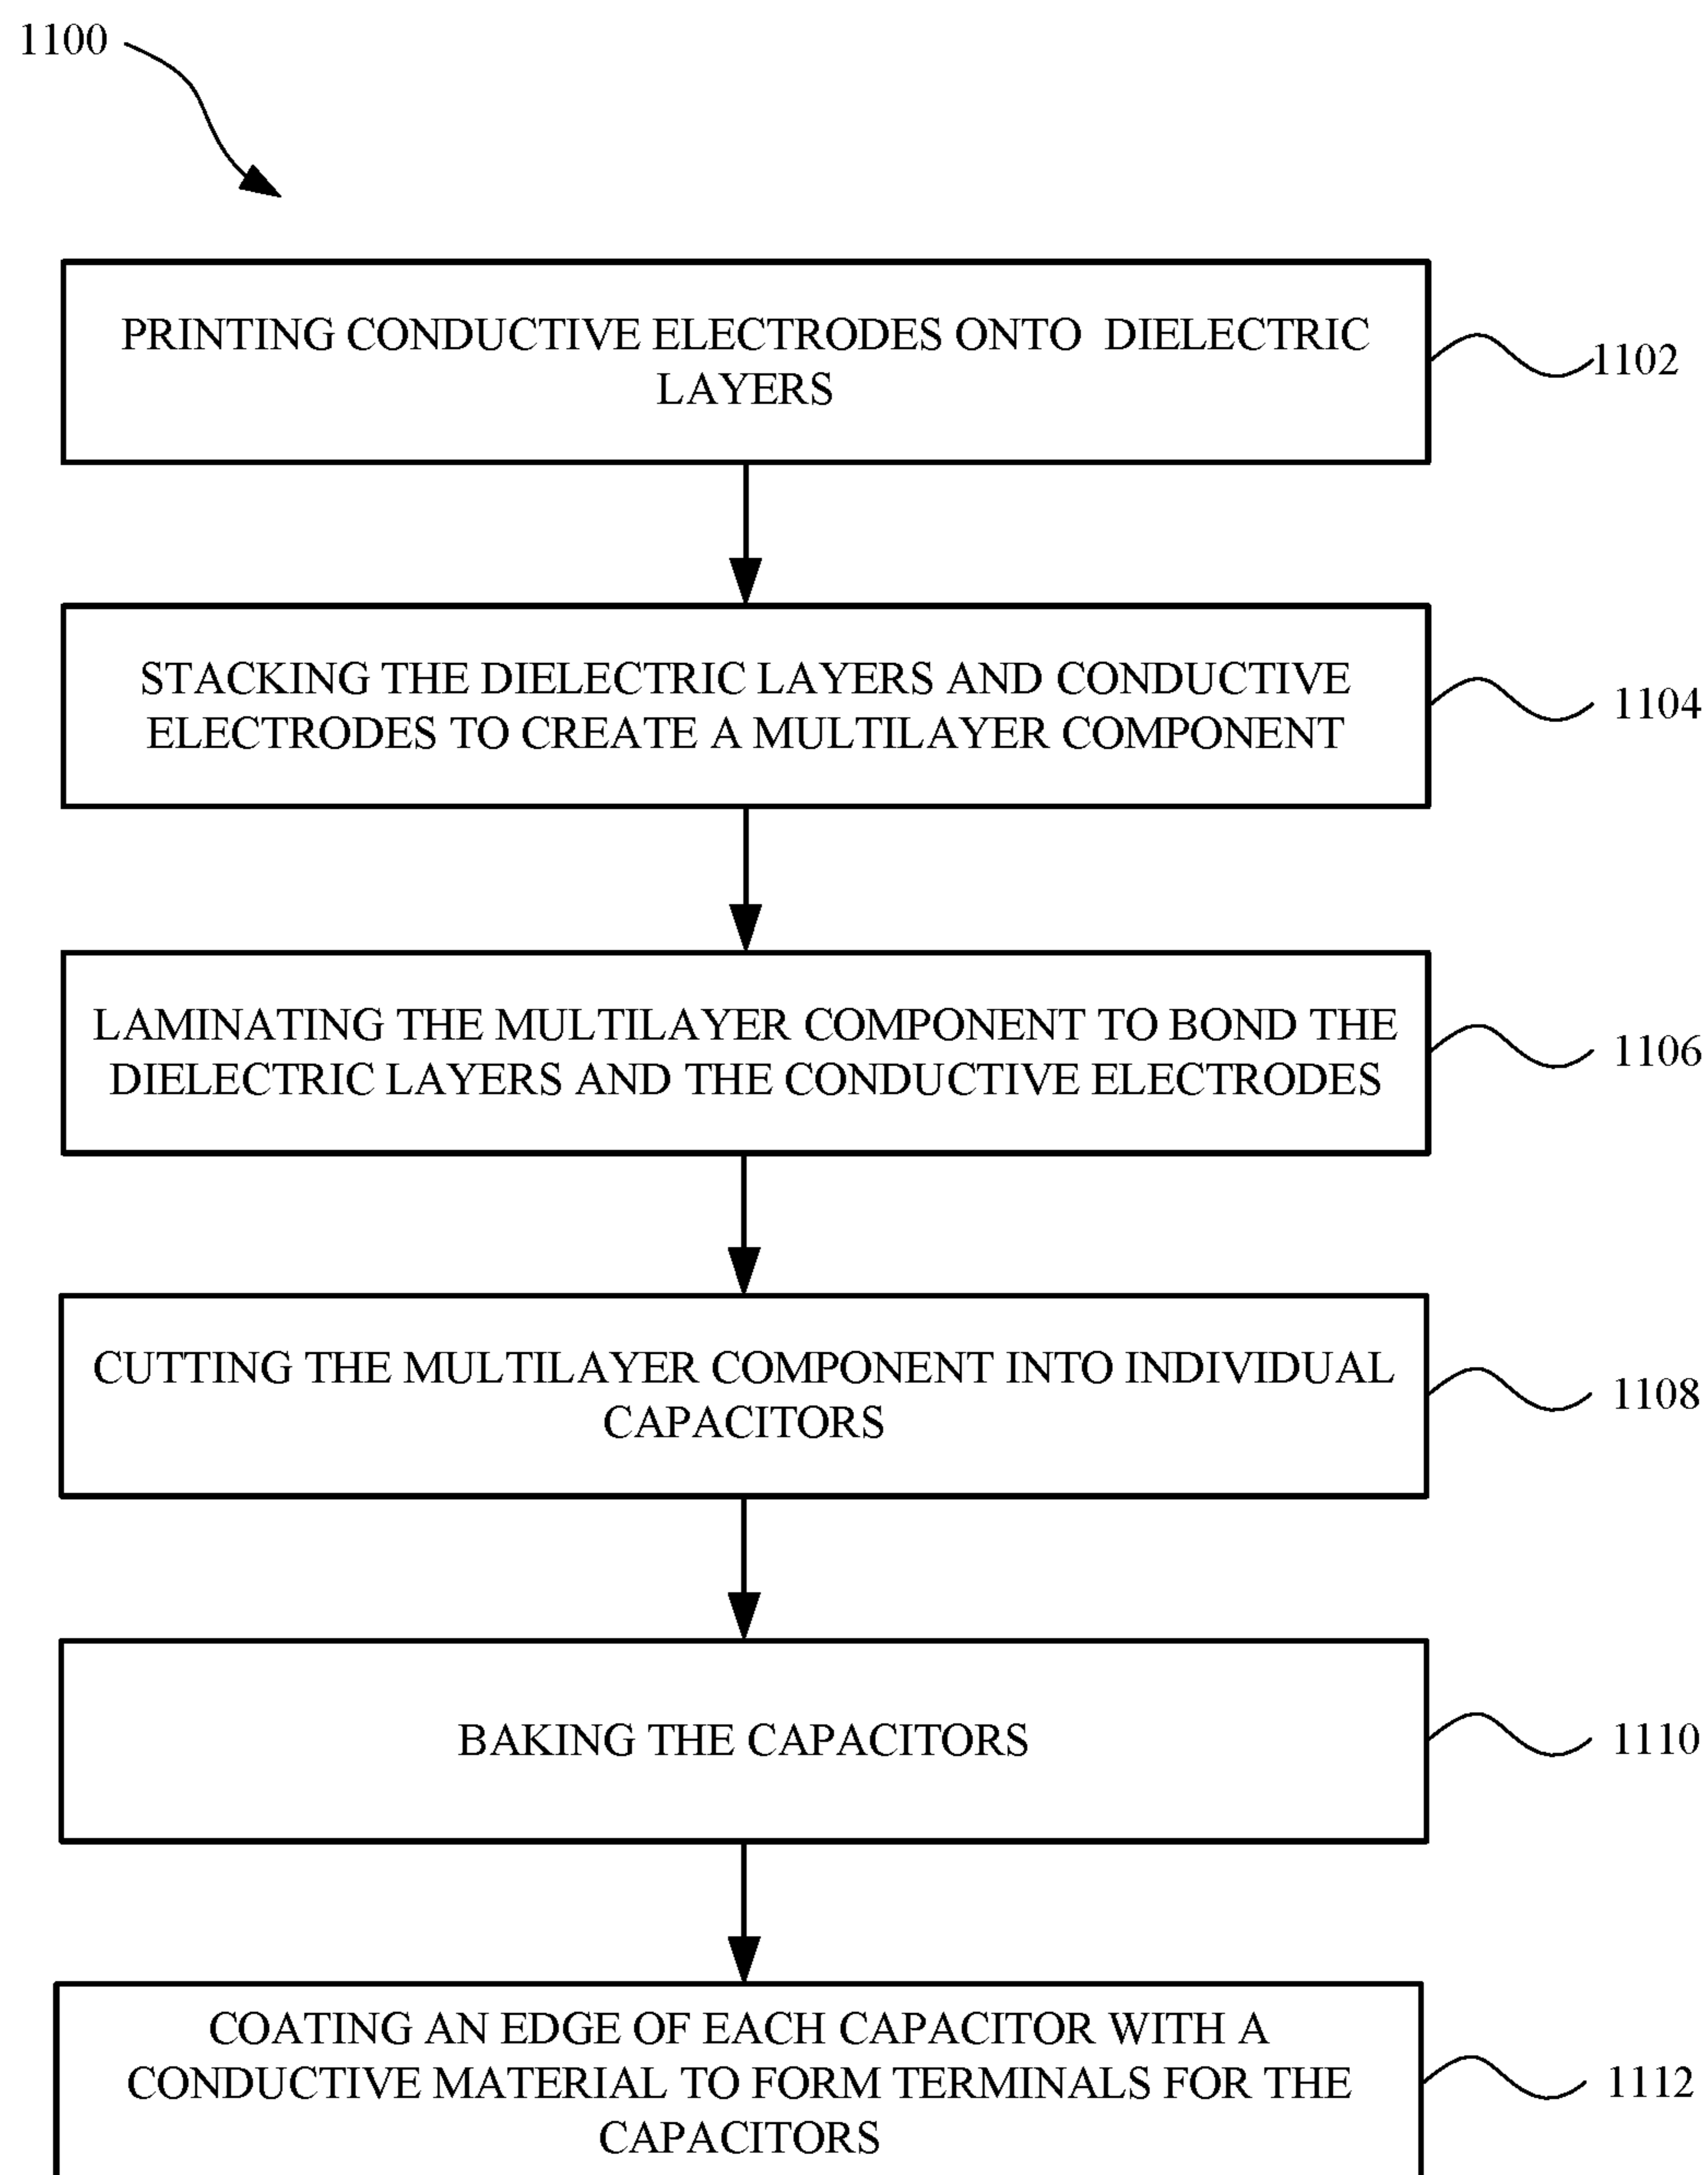 1100
PRINTING CONDUCTIVE ELECTRODES ONTO DIELECTRIC
LAYERS
1102
STACKING THE DIELECTRIC LAYERS AND CONDUCTIVE
ELECTRODES TO CREATE A MULTILAYER COMPONENT
1104
LAMINATING THE MULTILAYER COMPONENT TO BOND THE
DIELECTRIC LAYERS AND THE CONDUCTIVE ELECTRODES
1106
CUTTING THE MULTILAYER COMPONENT INTO INDIVIDUAL
CAPACITORS
1108
BAKING THE CAPACITORS
1110
COATING AN EDGE OF EACH CAPACITOR WITH A
CONDUCTIVE MATERIAL TO FORM TERMINALS FOR THE
CAPACITORS
1112